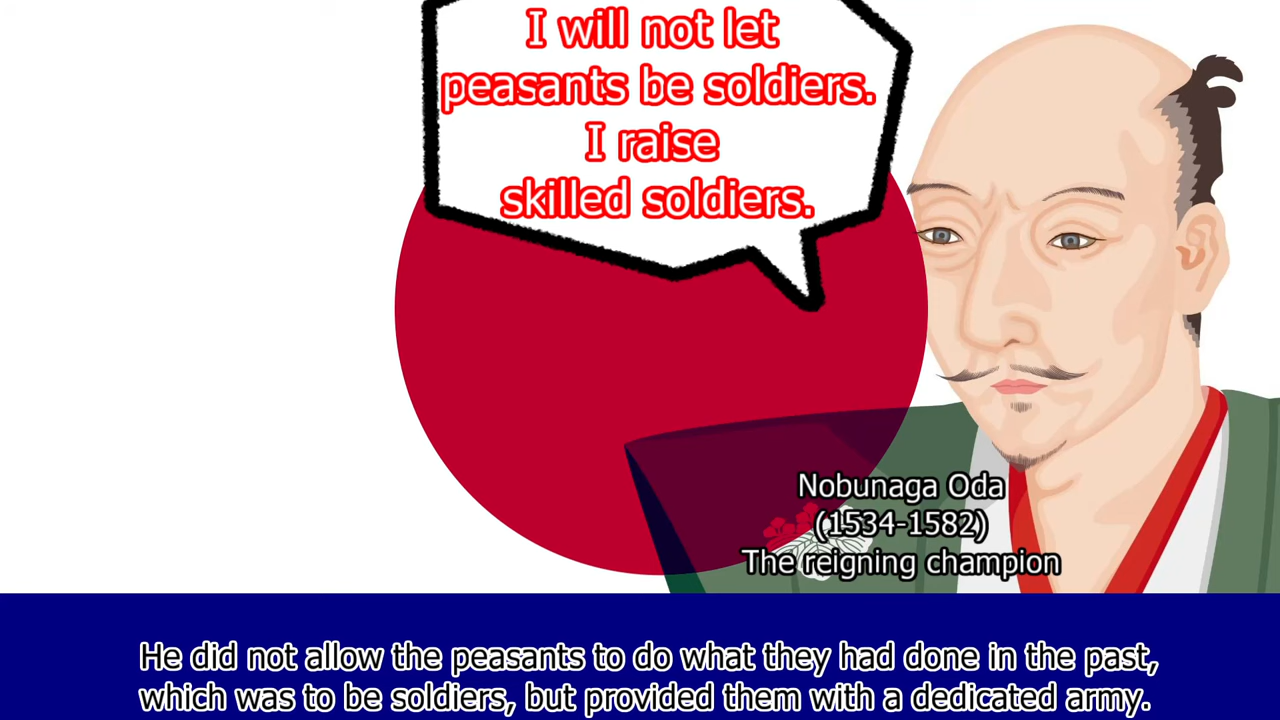 I will not let
peasants be soldiers.
I raise
skilled soldiers.
Nobunaga Oda
(1534-1582)
The reigning champion
He did not allow the peasants to do what they had done in the past,
which was to be soldiers, but provided them with a dedicated army.